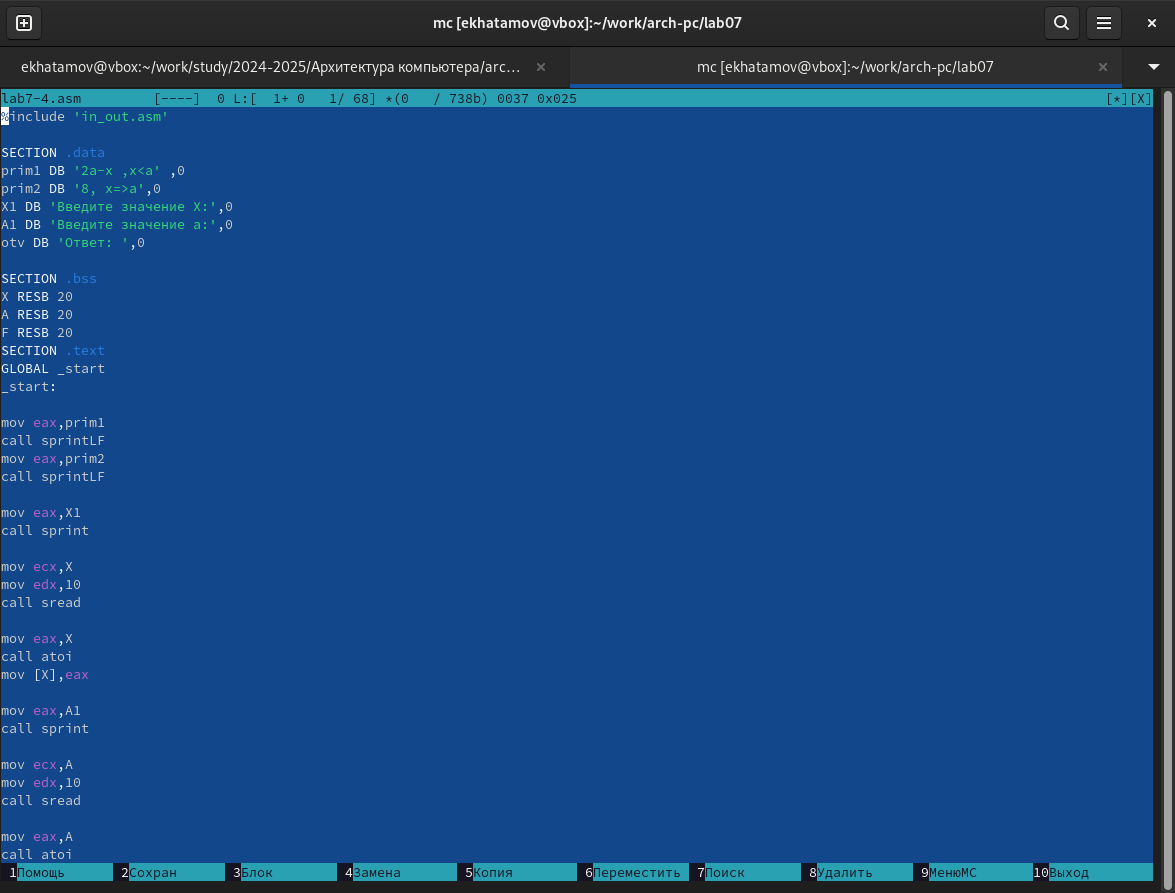 mc [ekhatamov@vbox]:~/work/arch-pc/lab07
ekhatamov@vbox:~/work/study/2024-2025/Архитектура компьютера/arc…
mc [ekhatamov@vbox]:~/work/arch-pc/lab07
lab7-4.asm [----] 0 L:[ 1+ 0 1/ 68] *(0 / 738b) 0037 0x025 [*][X]
%include 'in_out.asm'
SECTION .data
prim1 DB '2a-x ,x<a' ,0
prim2 DB '8, x=>a',0
X1 DB 'Введите значение X:',0
A1 DB 'Введите значение a:',0
otv DB 'Ответ: ',0
SECTION .bss
X RESB 20
A RESB 20
F RESB 20
SECTION .text
GLOBAL _start
_start:
mov eax,prim1
call sprintLF
mov eax,prim2
call sprintLF
mov eax,X1
call sprint
mov ecx,X
mov edx,10
call sread
mov eax,X
call atoi
mov [X],eax
mov eax,A1
call sprint
mov ecx,A
mov edx,10
call sread
mov eax,A
call atoi
1Помощь 2Сохран 3Блок 4Замена 5Копия 6Переместить 7Поиск 8Удалить 9МенюМС 10Выход